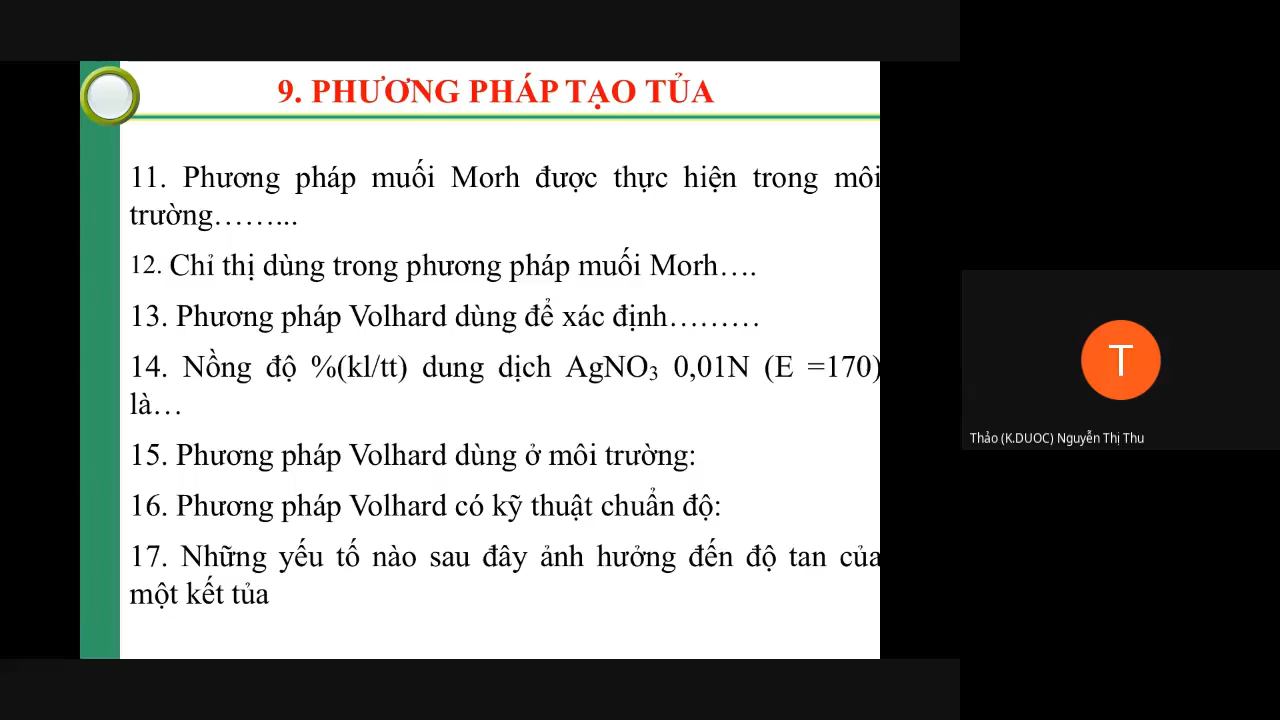 9. PHƯƠNG PHÁP TẠO TỦA
11. Phương pháp muối Morh được thực hiện trong môi
trường……...
12. Chỉ thị dùng trong phương pháp muối Morh….
13. Phương pháp Volhard dùng để xác định………
14. Nồng độ %(kl/tt) dung dịch AgNO₃ 0,01N (E =170)
là…
15. Phương pháp Volhard dùng ở môi trường:
16. Phương pháp Volhard có kỹ thuật chuẩn độ:
17. Những yếu tố nào sau đây ảnh hưởng đến độ tan của
một kết tủa
T
Thảo (K.DUOC) Nguyễn Thị Thu